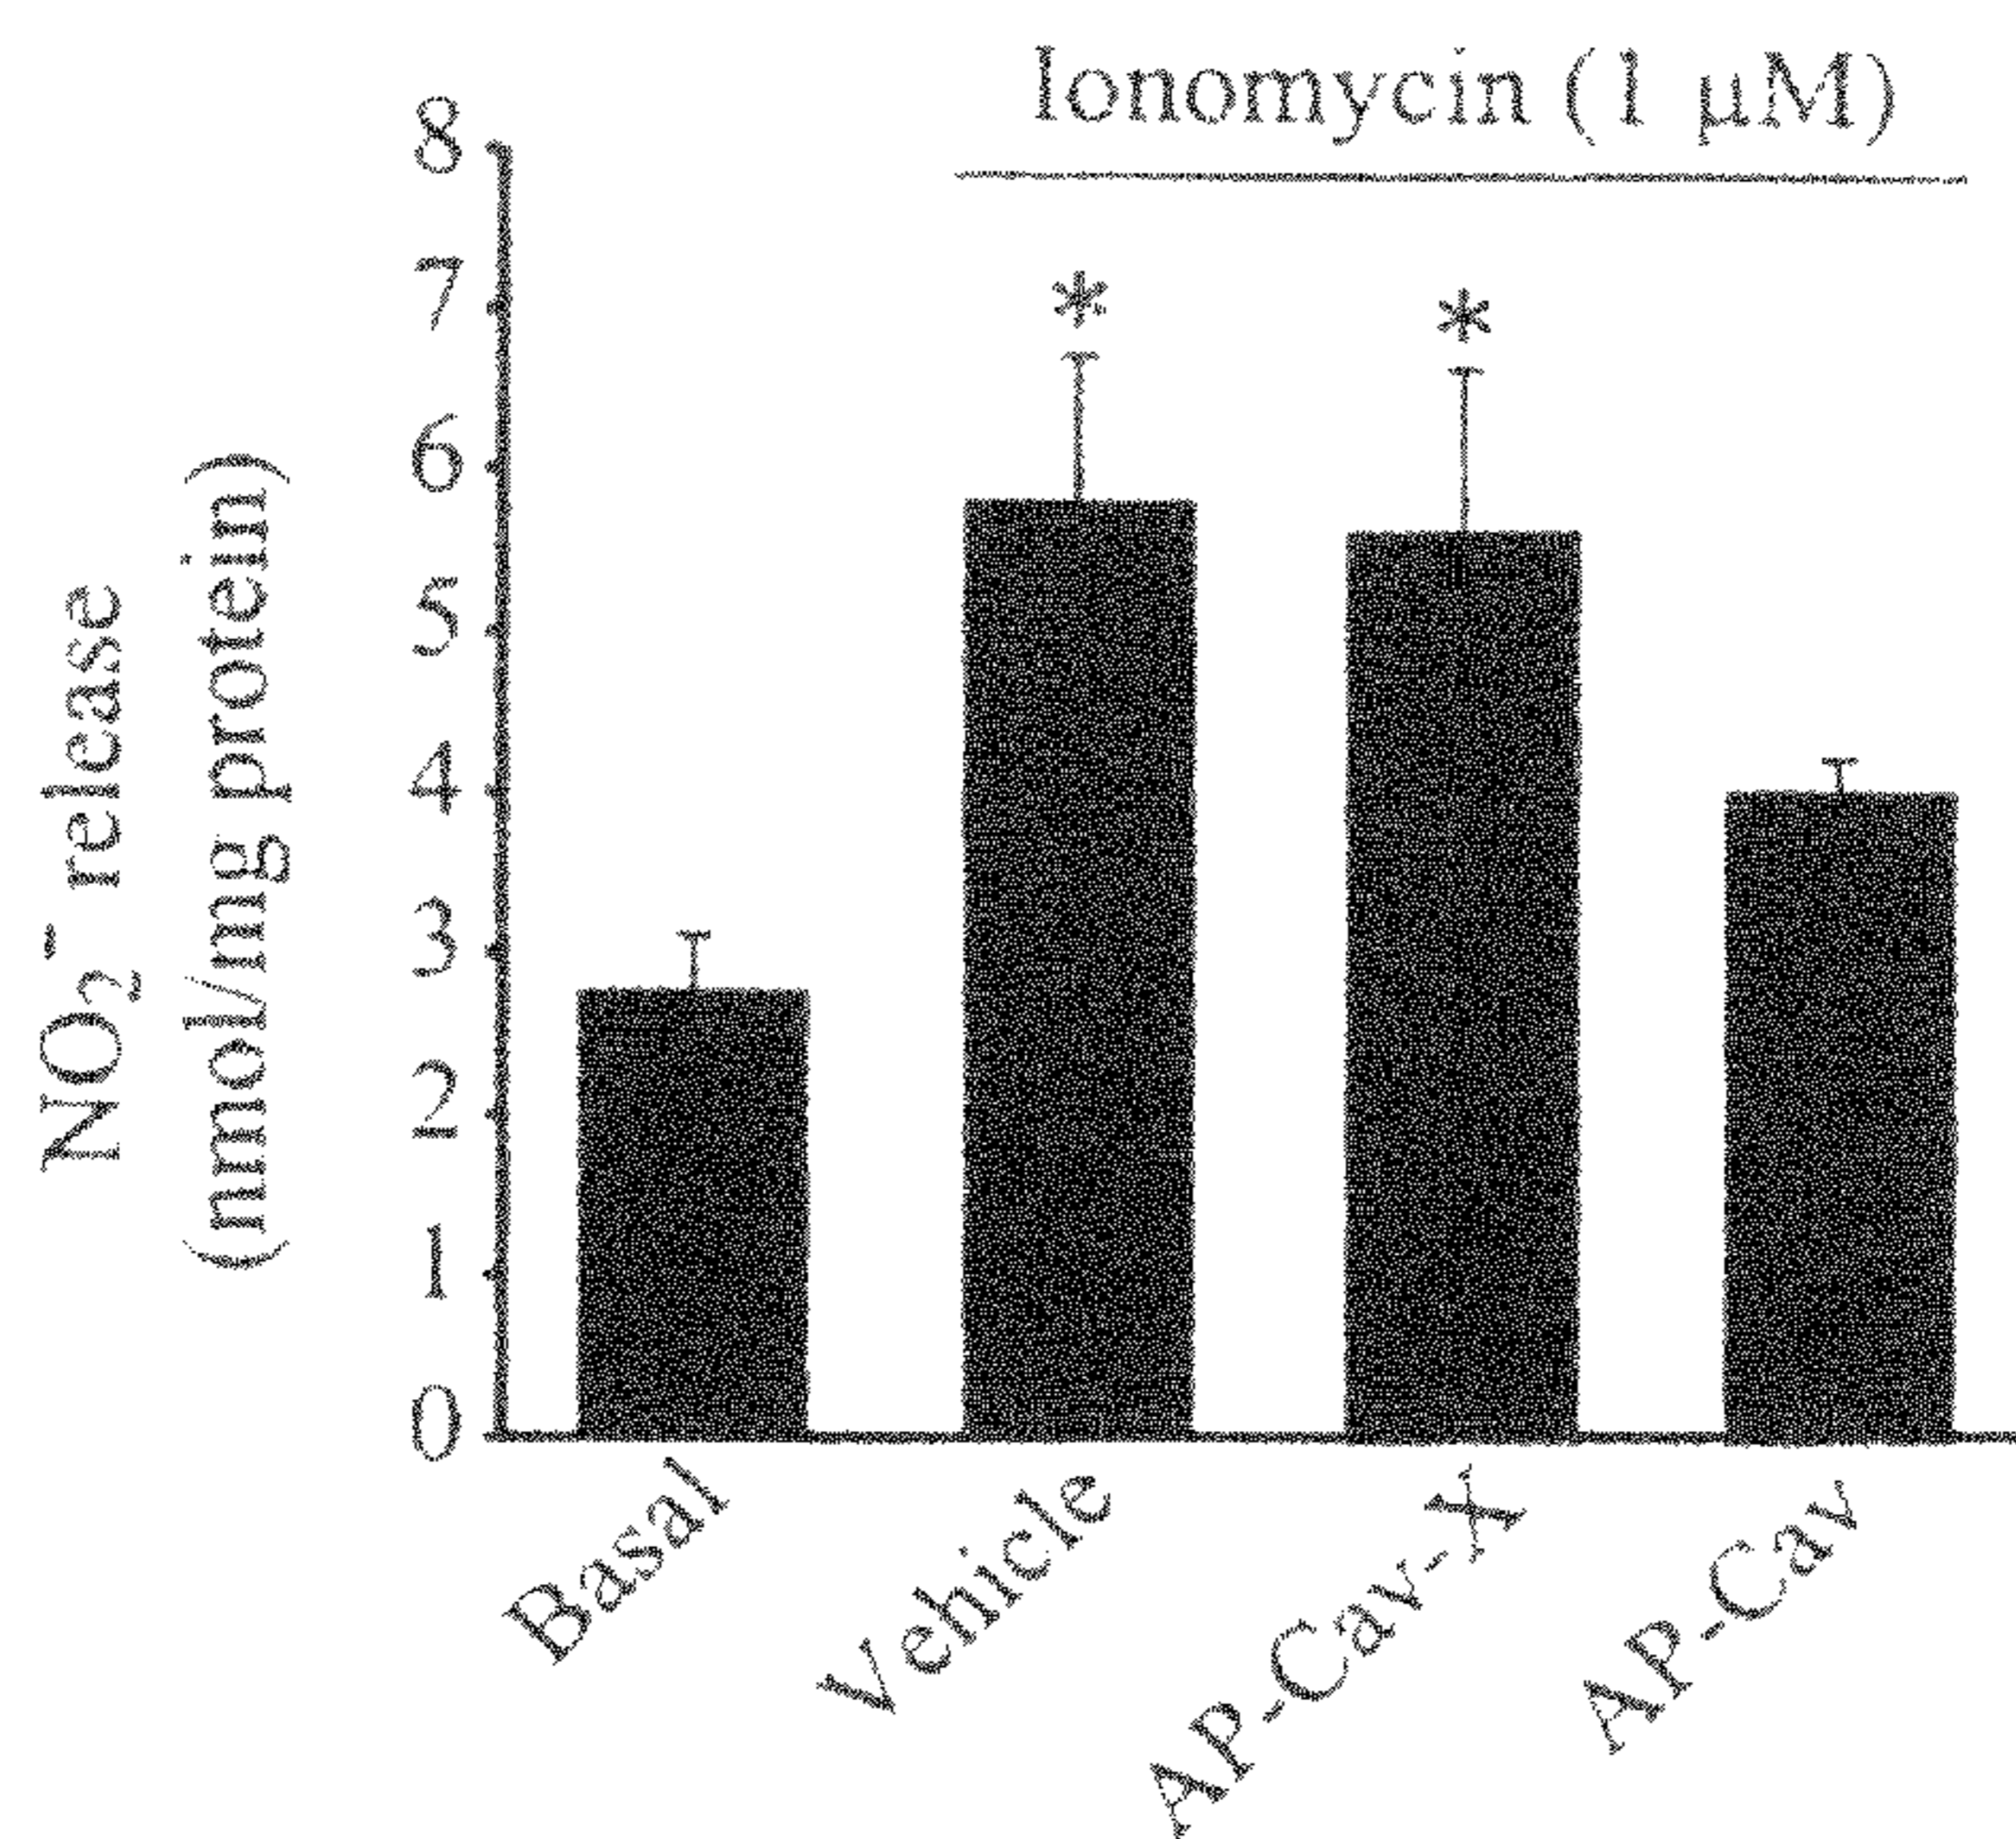 Ionomycin (1 µM)
* *
NO₂⁻ release
(nmol/mg protein)
8
7
6
5
4
3
2
1
0
Basal
Vehicle
AP-Cav-X
AP-Cav